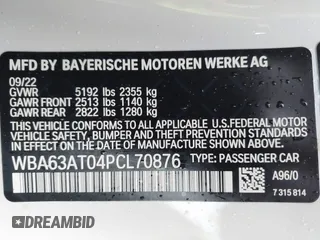 MFD BY BAYERISCHE MOTOREN WERKE AG
09/22
GVWR 5192 lbs 2355 kg
GAWR FRONT 2513 lbs 1140 kg
GAWR REAR 2822 lbs 1280 kg
THIS VEHICLE CONFORMS TO ALL APPLICABLE
U.S. FEDERAL MOTOR VEHICLE SAFETY, BUMPER,
AND THEFT PREVENTION STANDARDS IN EFFECT
ON THE DATE OF MANUFACTURE SHOWN ABOVE.
WBA63AT04PCL70876 TYPE: PASSENGER CAR
A96/0
7 315 814
AUTOBIDCAR